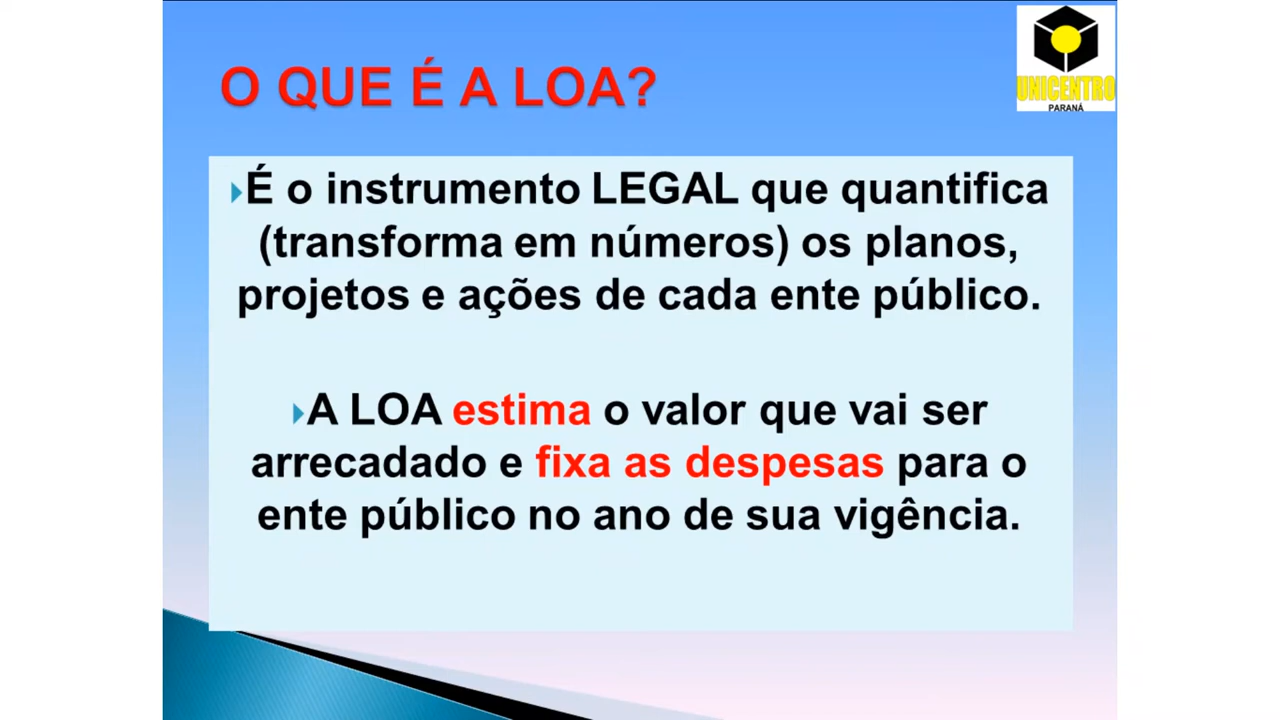 O QUE É A LOA?
UNICENTRO
PARANÁ
É o instrumento LEGAL que quantifica
(transforma em números) os planos,
projetos e ações de cada ente público.
A LOA estima o valor que vai ser
arrecadado e fixa as despesas para o
ente público no ano de sua vigência.